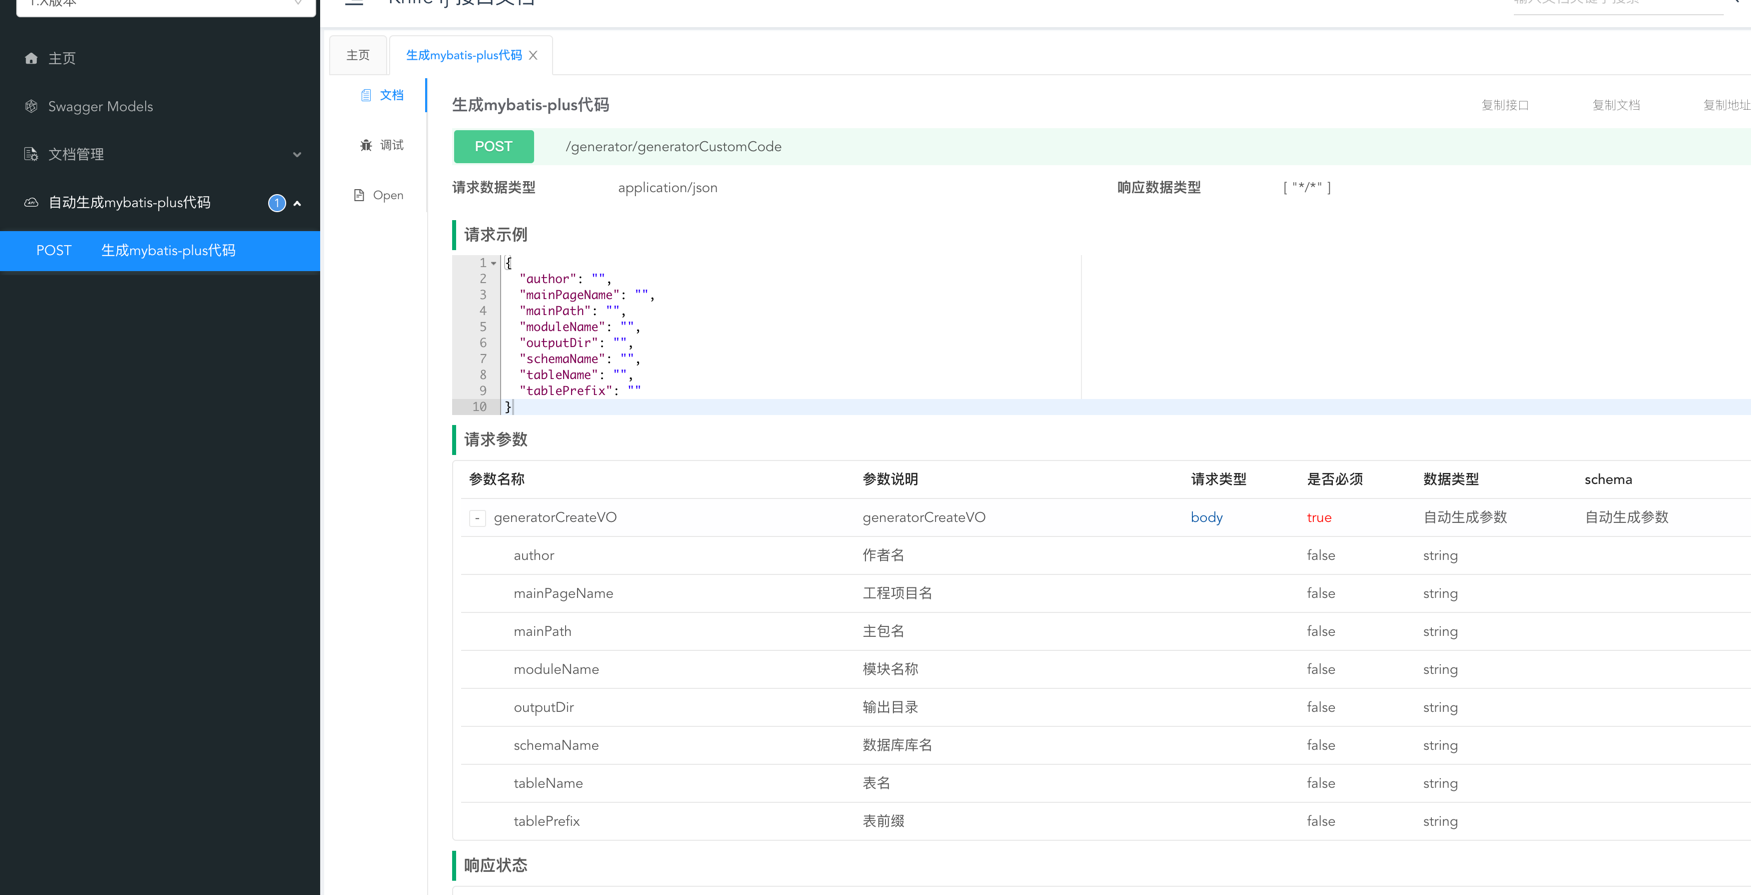 1.X版本
主页
Swagger Models
文档管理
自动生成mybatis-plus代码 1
POST 生成mybatis-plus代码
主页
生成mybatis-plus代码
文档
调试
Open
生成mybatis-plus代码
复制接口
复制文档
复制地址
POST /generator/generatorCustomCode
请求数据类型 application/json 响应数据类型 [ "*/*" ]
请求示例
1 {
2 "author": "",
3 "mainPageName": "",
4 "mainPath": "",
5 "moduleName": "",
6 "outputDir": "",
7 "schemaName": "",
8 "tableName": "",
9 "tablePrefix": ""
10 }
请求参数
参数名称 参数说明 请求类型 是否必须 数据类型 schema
- generatorCreateVO generatorCreateVO body true 自动生成参数 自动生成参数
author 作者名 false string
mainPageName 工程项目名 false string
mainPath 主包名 false string
moduleName 模块名称 false string
outputDir 输出目录 false string
schemaName 数据库库名 false string
tableName 表名 false string
tablePrefix 表前缀 false string
响应状态